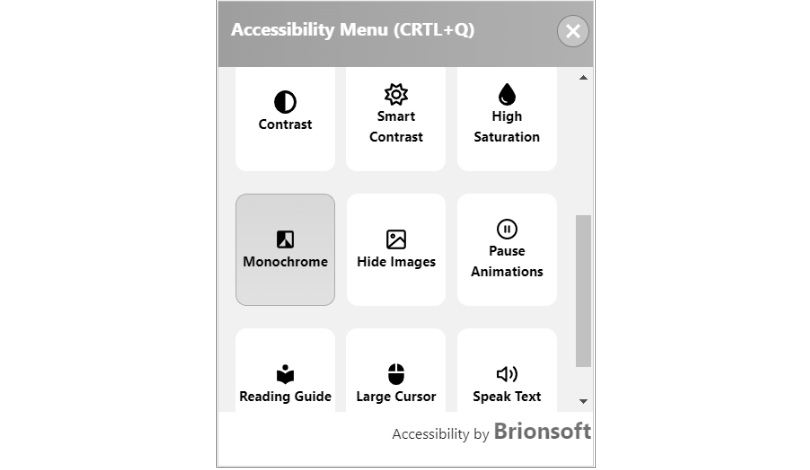 Accessibility Menu (CRTL+Q)
Contrast
Smart
Contrast
High
Saturation
Monochrome
Hide Images
Pause
Animations
Reading Guide
Large Cursor
Speak Text
Accessibility by Brionsoft